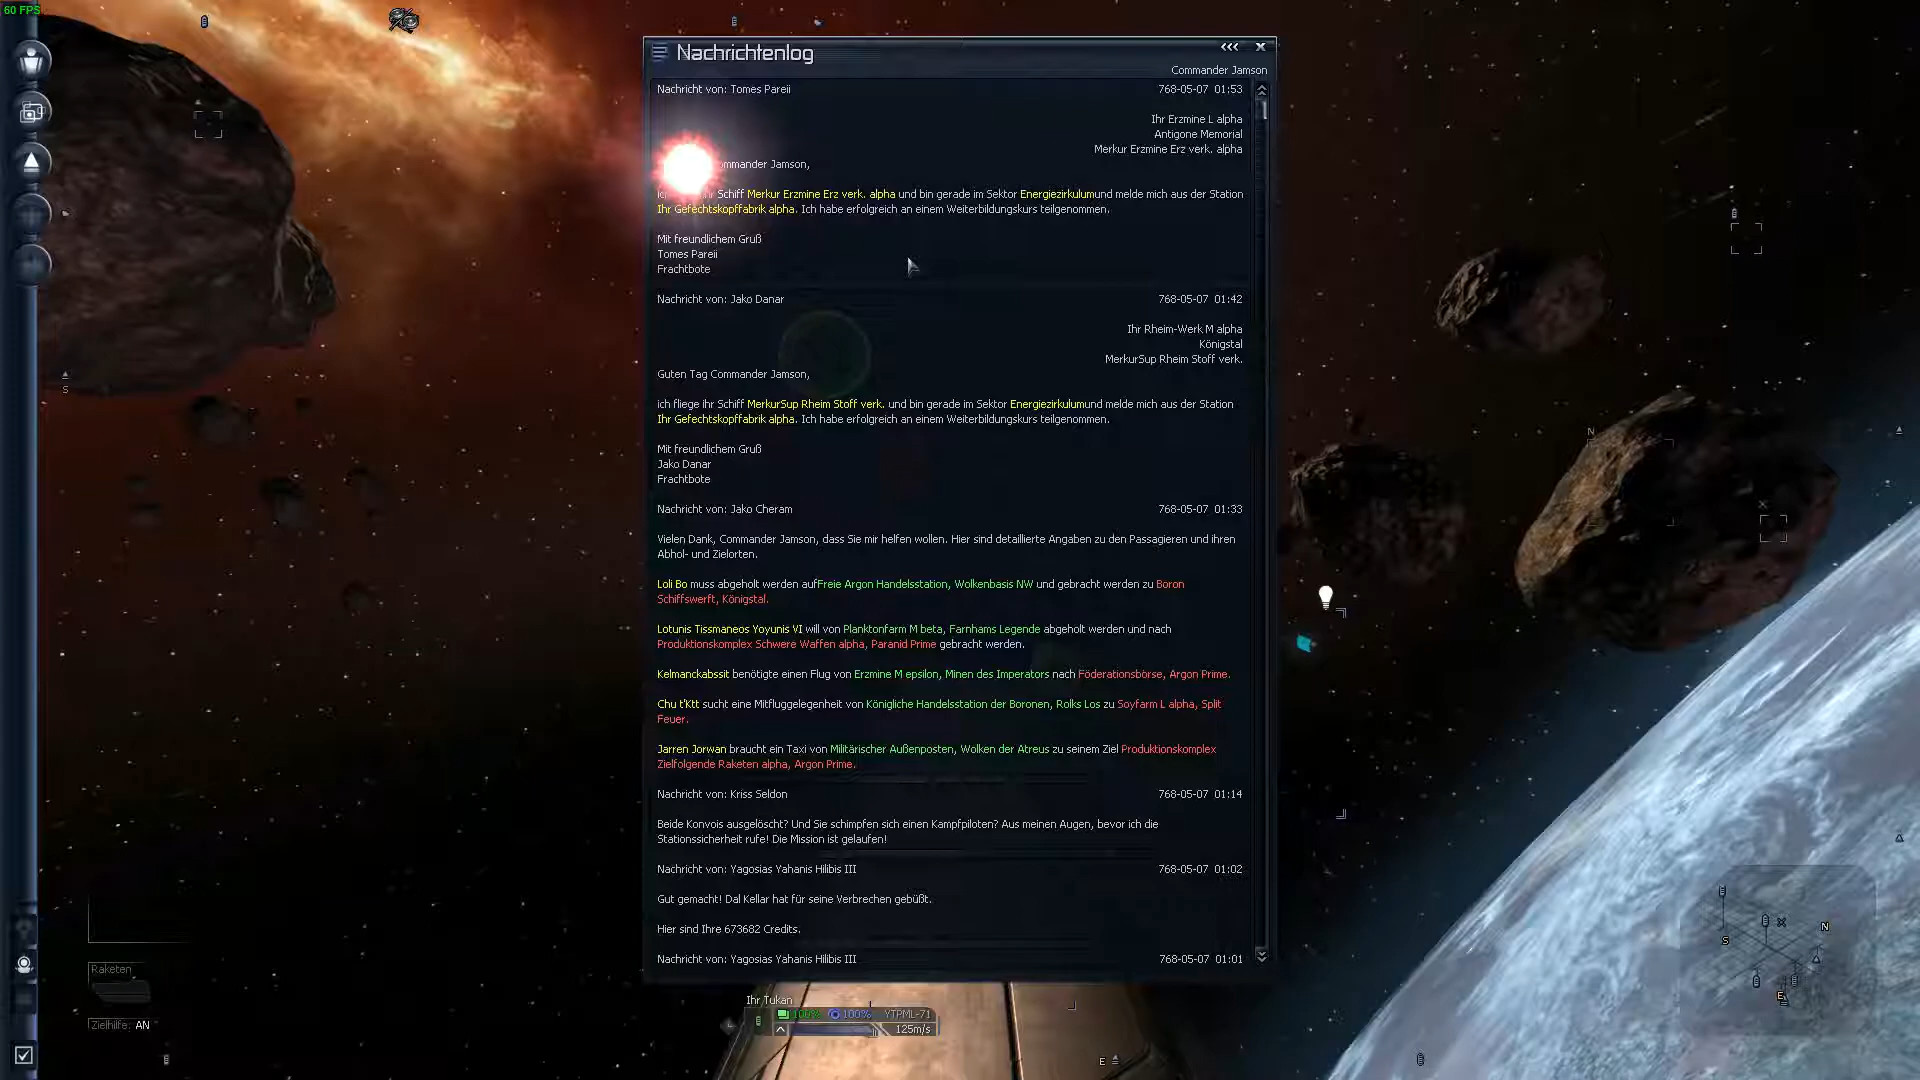 60 FPS
Nachrichtenlog
Commander Jamson
Nachricht von: Tomes Pareii 768-05-07 01:53
Ihr Erzmine L alpha
Antigone Memorial
Merkur Erzmine Erz verk. alpha
ommander Jamson,
Schiff Merkur Erzmine Erz verk. alpha und bin gerade im Sektor Energiezirkulumund melde mich aus der Station
Ihr Gefechtskopffabrik alpha. Ich habe erfolgreich an einem Weiterbildungskurs teilgenommen.
Mit freundlichem Gruß
Tomes Pareii
Frachtbote
Nachricht von: Jako Danar 768-05-07 01:42
Ihr Rheim-Werk M alpha
Königstal
MerkurSup Rheim Stoff verk.
Guten Tag Commander Jamson,
ich fliege ihr Schiff MerkurSup Rheim Stoff verk. und bin gerade im Sektor Energiezirkulumund melde mich aus der Station
Ihr Gefechtskopffabrik alpha. Ich habe erfolgreich an einem Weiterbildungskurs teilgenommen.
Mit freundlichem Gruß
Jako Danar
Frachtbote
Nachricht von: Jako Cheram 768-05-07 01:33
Vielen Dank, Commander Jamson, dass Sie mir helfen wollen. Hier sind detaillierte Angaben zu den Passagieren und ihren
Abhol- und Zielorten.
Loli Bo muss abgeholt werden aufFreie Argon Handelsstation, Wolkenbasis NW und gebracht werden zu Boron
Schiffswerft, Königstal.
Lotunis Tissmaneos Yoyunis VI will von Planktonfarm M beta, Farnhams Legende abgeholt werden und nach
Produktionskomplex Schwere Waffen alpha, Paranid Prime gebracht werden.
Kelmanckabssit benötigte einen Flug von Erzmine M epsilon, Minen des Imperators nach Föderationsbörse, Argon Prime.
Chu t'Ktt sucht eine Mitfluggelegenheit von Königliche Handelsstation der Boronen, Rolks Los zu Soyfarm L alpha, Split
Feuer.
Jarren Jorwan braucht ein Taxi von Militärischer Außenposten, Wolken der Atreus zu seinem Ziel Produktionskomplex
Zielfolgende Raketen alpha, Argon Prime.
Nachricht von: Kriss Seldon 768-05-07 01:14
Beide Konvois ausgelöscht? Und Sie schimpfen sich einen Kampfpiloten? Aus meinen Augen, bevor ich die
Stationssicherheit rufe! Die Mission ist gelaufen!
Nachricht von: Yagosias Yahanis Hilibis III 768-05-07 01:02
Gut gemacht! Dal Kellar hat für seine Verbrechen gebüßt.
Hier sind Ihre 673682 Credits.
Nachricht von: Yagosias Yahanis Hilibis III 768-05-07 01:01
S
N
N
S
E
Raketen
Zielhilfe: AN
Ihr Tukan
100% 100% YTPML-71
125m/s
E